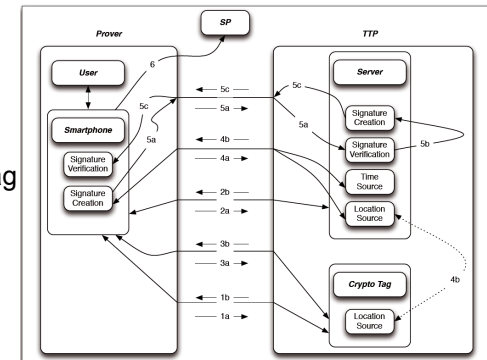 SP
Prover
TTP
6
User
Server
5c
5a
5c
5a
5c
5a
Signature
Creation
Smartphone
4b
4a
Signature
Verification
5b
Signature
Verification
Time
Source
Signature
Creation
2b
2a
Location
Source
3b
3a
4b
Crypto Tag
1b
1a
Location
Source